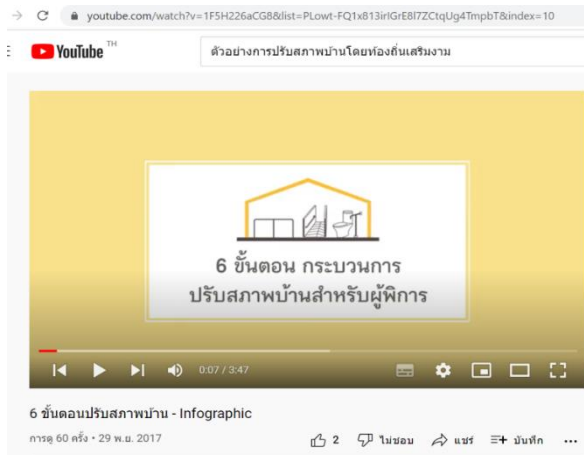 youtube.com/watch?v=1F5H226aCG8&list=PLowt-FQ1x813irIGrE8l7ZCtqUg4TmpbT&index=10
YouTube TH
ตัวอย่างการปรับสภาพบ้านโดยท้องถิ่นเสริมงาม
6 ขั้นตอน กระบวนการ
ปรับสภาพบ้านสำหรับผู้พิการ
0:07 / 3:47
6 ขั้นตอนปรับสภาพบ้าน - Infographic
การดู 60 ครั้ง • 29 พ.ย. 2017
2 ไม่ชอบ แชร์ บันทึก ...